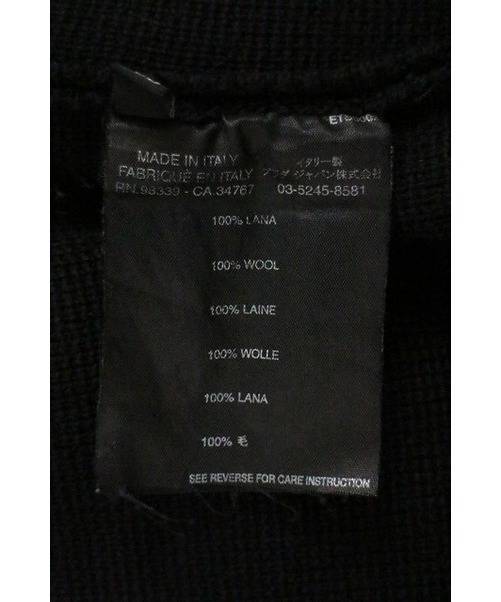 MADE IN ITALY
FABRIQUÉ EN ITALY
RN.98339 - CA.34767
イタリー製
プラダ ジャパン株式会社
03-5245-8581
100% LANA
100% WOOL
100% LAINE
100% WOLLE
100% LANA
100% 毛
SEE REVERSE FOR CARE INSTRUCTION